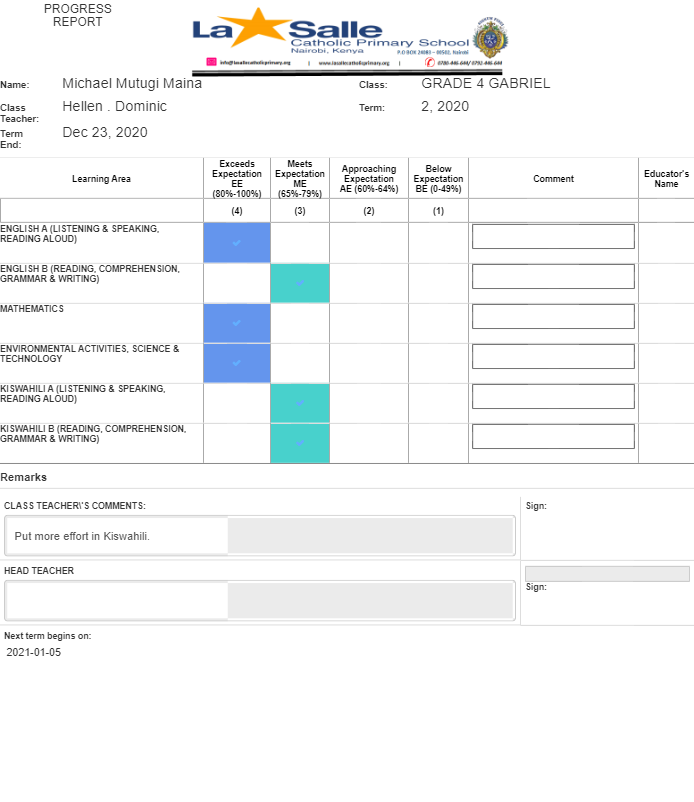 PROGRESS
REPORT
La Salle
Catholic Primary School
Nairobi, Kenya
P.O BOX 24083 – 00502, Nairobi
info@lasallecatholicprimary.org | www.lasallecatholicprimary.org | 0780-446-644/ 0792-446-644
Name: Michael Mutugi Maina Class: GRADE 4 GABRIEL
Class Teacher: Hellen . Dominic Term: 2, 2020
Term End: Dec 23, 2020
Learning Area Exceeds Expectation EE (80%-100%) Meets Expectation ME (65%-79%) Approaching Expectation AE (60%-64%) Below Expectation BE (0-49%) Comment Educator's Name
(4) (3) (2) (1)
ENGLISH A (LISTENING & SPEAKING,
READING ALOUD)
ENGLISH B (READING, COMPREHENSION,
GRAMMAR & WRITING)
MATHEMATICS
ENVIRONMENTAL ACTIVITIES, SCIENCE &
TECHNOLOGY
KISWAHILI A (LISTENING & SPEAKING,
READING ALOUD)
KISWAHILI B (READING, COMPREHENSION,
GRAMMAR & WRITING)
Remarks
CLASS TEACHER\'S COMMENTS: Sign:
Put more effort in Kiswahili.
HEAD TEACHER
Sign:
Next term begins on:
2021-01-05